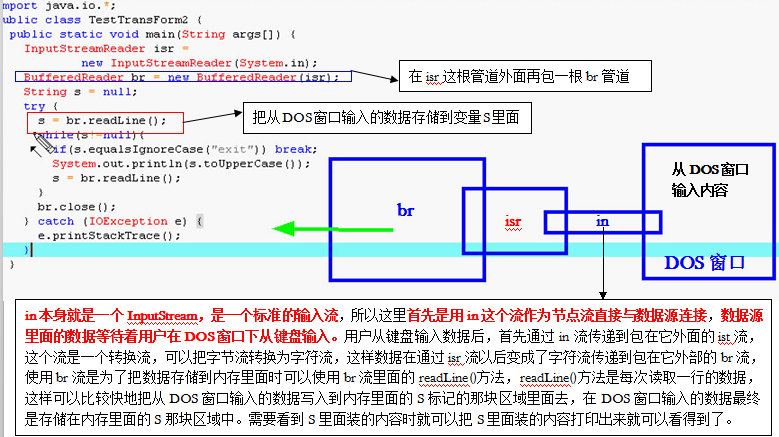 mport java.io.*;
ublic class TestTransForm2 {
public static void main(String args[]) {
InputStreamReader isr =
new InputStreamReader(System.in);
BufferedReader br = new BufferedReader(isr);
在 isr 这根管道外面再包一根 br 管道
String s = null;
try {
s = br.readLine();
把从 DOS 窗口输入的数据存储到变量 S 里面
while(s!=null){
if(s.equalsIgnoreCase("exit")) break;
System.out.println(s.toUpperCase());
s = br.readLine();
}
br.close();
} catch (IOException e) {
e.printStackTrace();
}
}
br
isr
in
从 DOS 窗口
输入内容
DOS 窗口
in 本身就是一个 InputStream，是一个标准的输入流，所以这里首先是用 in 这个流作为节点流直接与数据源连接，数据源
里面的数据等待着用户在 DOS 窗口下从键盘输入。用户从键盘输入数据后，首先通过 in 流传递到包在它外面的 ist 流，
这个流是一个转换流，可以把字节流转换为字符流，这样数据在通过 isr 流以后变成了字符流传递到包在它外部的 br 流，
使用 br 流是为了把数据存储到内存里面时可以使用 br 流里面的 readLine()方法，readLine()方法是每次读取一行的数据，
这样可以比较快地把从 DOS 窗口输入的数据写入到内存里面的 S 标记的那块区域里面去，在 DOS 窗口输入的数据最终
是存储在内存里面的 S 那块区域中。需要看到 S 里面装的内容时就可以把 S 里面装的内容打印出来就可以看得到了。